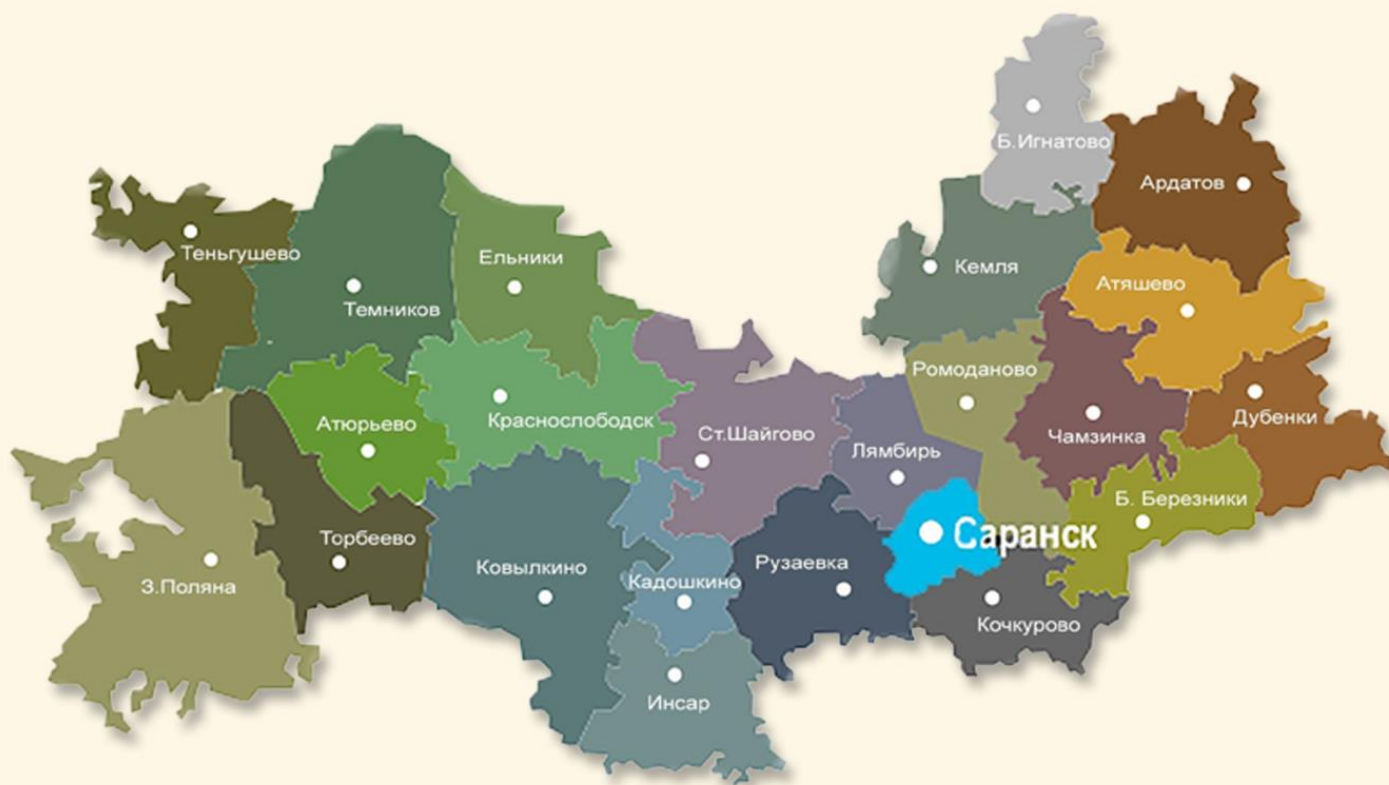 Б.Игнатово
Ардатов
Теньгушево
Ельники
Кемля
Атяшево
Темников
Ромоданово
Атюрьево
Краснослободск
Ст.Шайгово
Чамзинка
Дубенки
Лямбирь
Б. Березники
Торбеево
Саранск
Рузаевка
Ковылкино
Кадошкино
З.Поляна
Кочкурово
Инсар